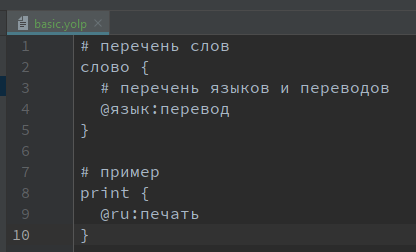 basic.yolp
1 # перечень слов
2 слово {
3 # перечень языков и переводов
4 @язык:перевод
5 }
6
7 # пример
8 print {
9 @ru:печать
10 }